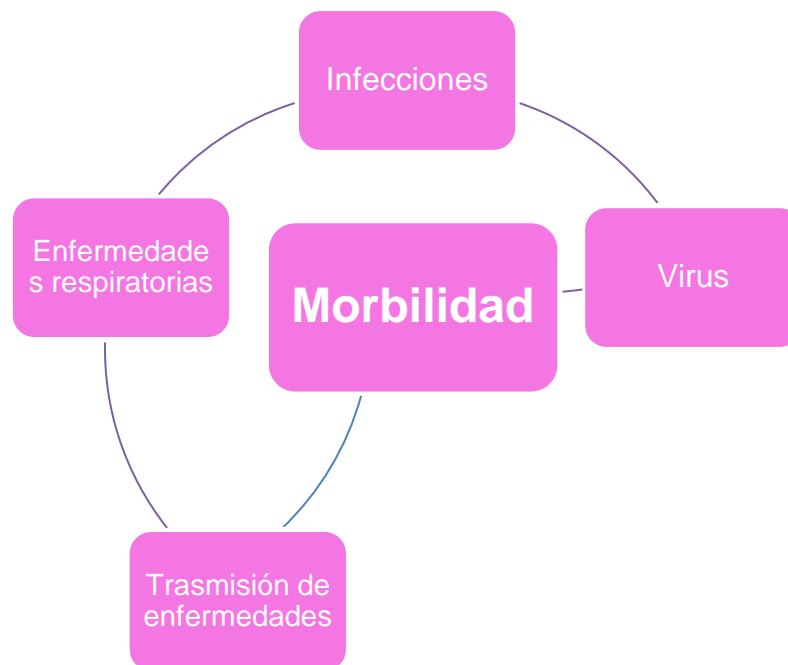 Infecciones
Enfermedade
s respiratorias
Morbilidad
Virus
Trasmisión de
enfermedades